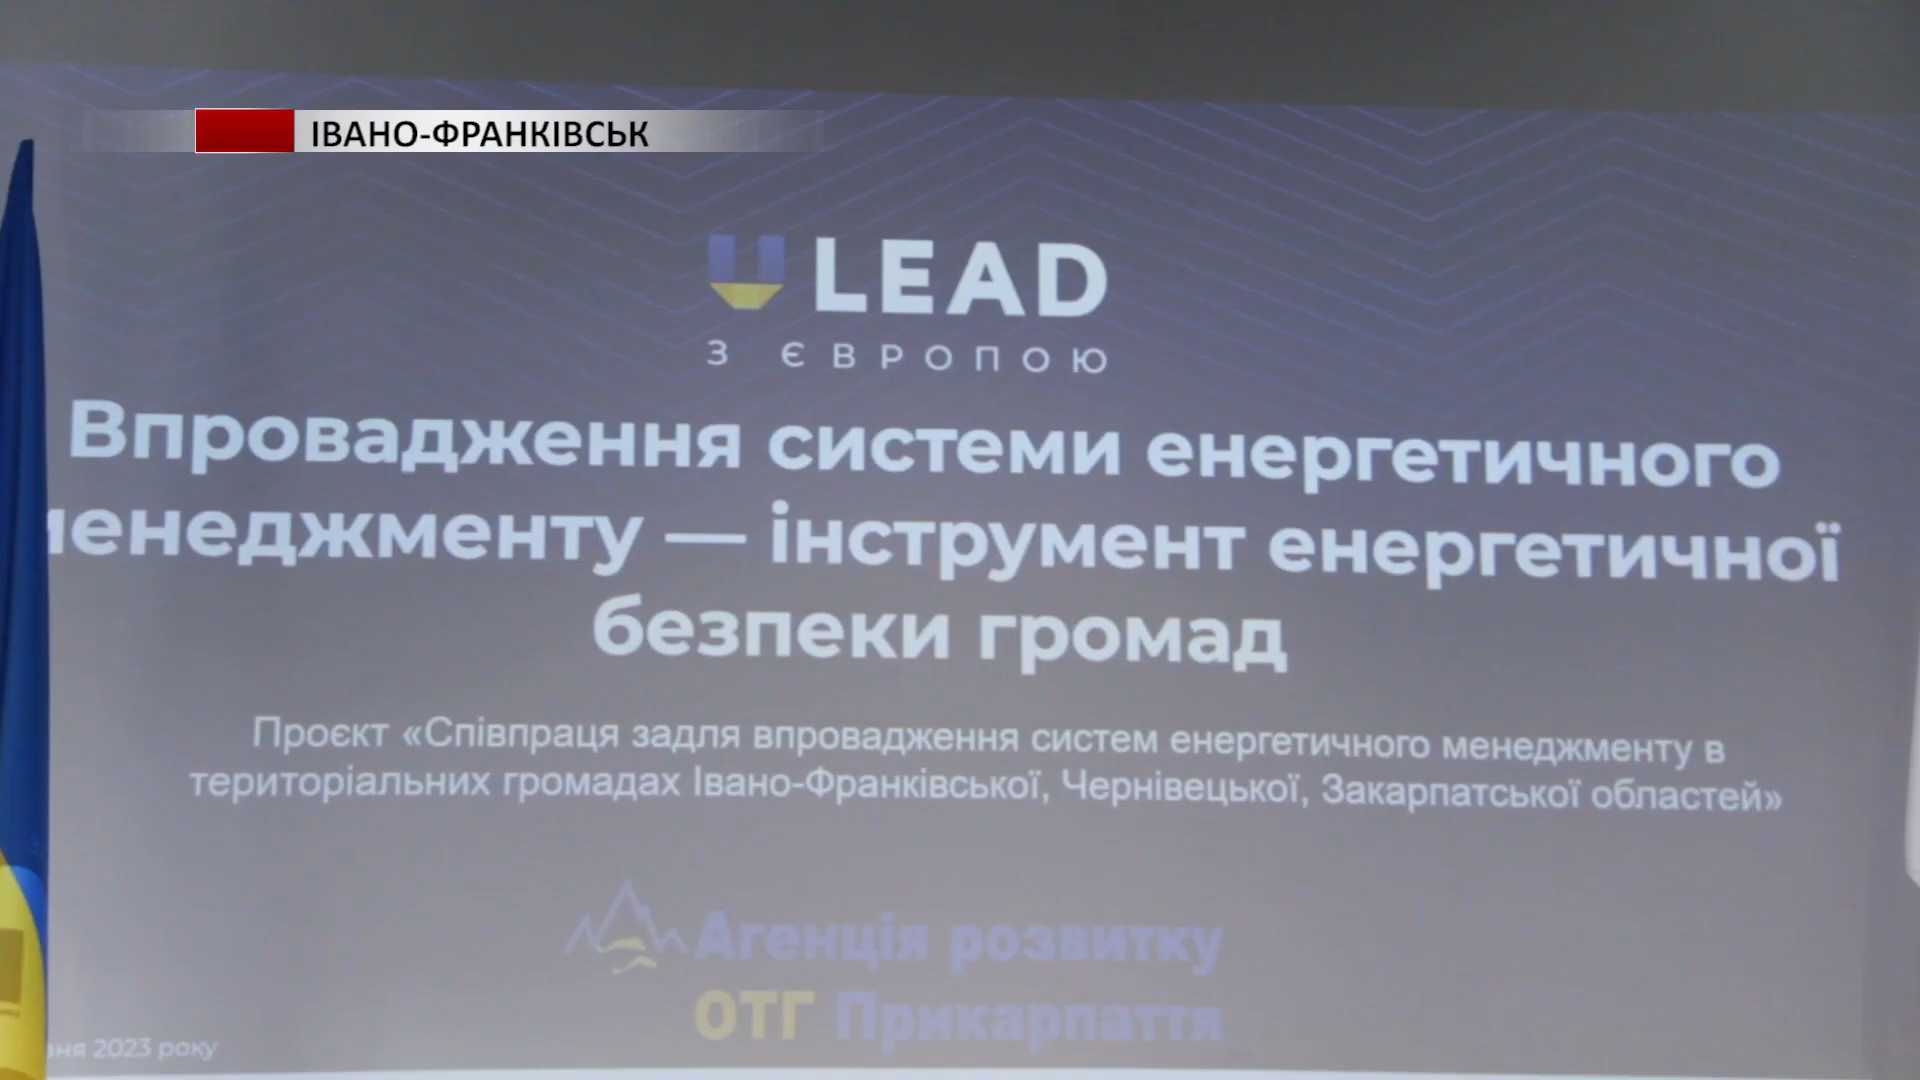 ІВАНО-ФРАНКІВСЬК
U LEAD
З ЄВРОПОЮ
Впровадження системи енергетичного
менеджменту — інструмент енергетичної
безпеки громад
Проєкт «Співпраця задля впровадження систем енергетичного менеджменту в
територіальних громадах Івано-Франківської, Чернівецької, Закарпатської областей»
Агенція розвитку
ОТГ Прикарпаття
2023 року